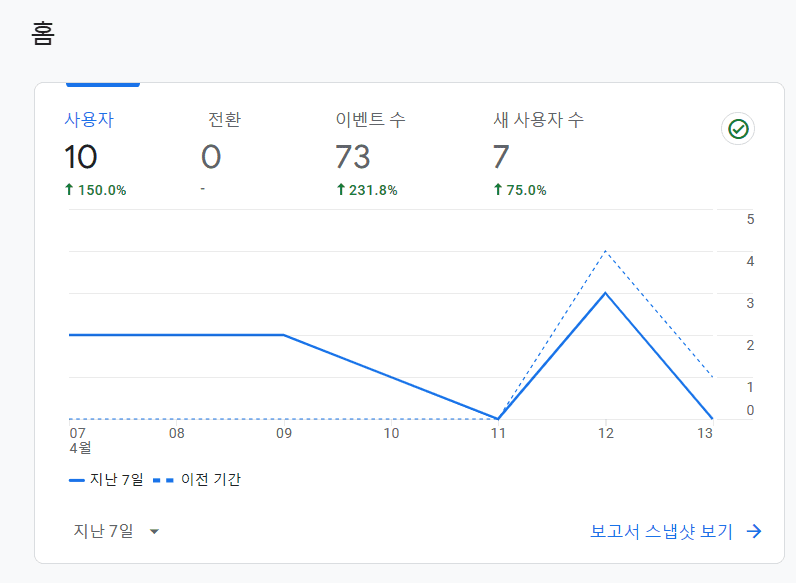 홈
사용자 전환 이벤트 수 새 사용자 수
10 0 73 7
↑ 150.0% - ↑ 231.8% ↑ 75.0%
5
4
3
2
1
0
07 08 09 10 11 12 13
4월
지난 7일 이전 기간
지난 7일 보고서 스냅샷 보기 →